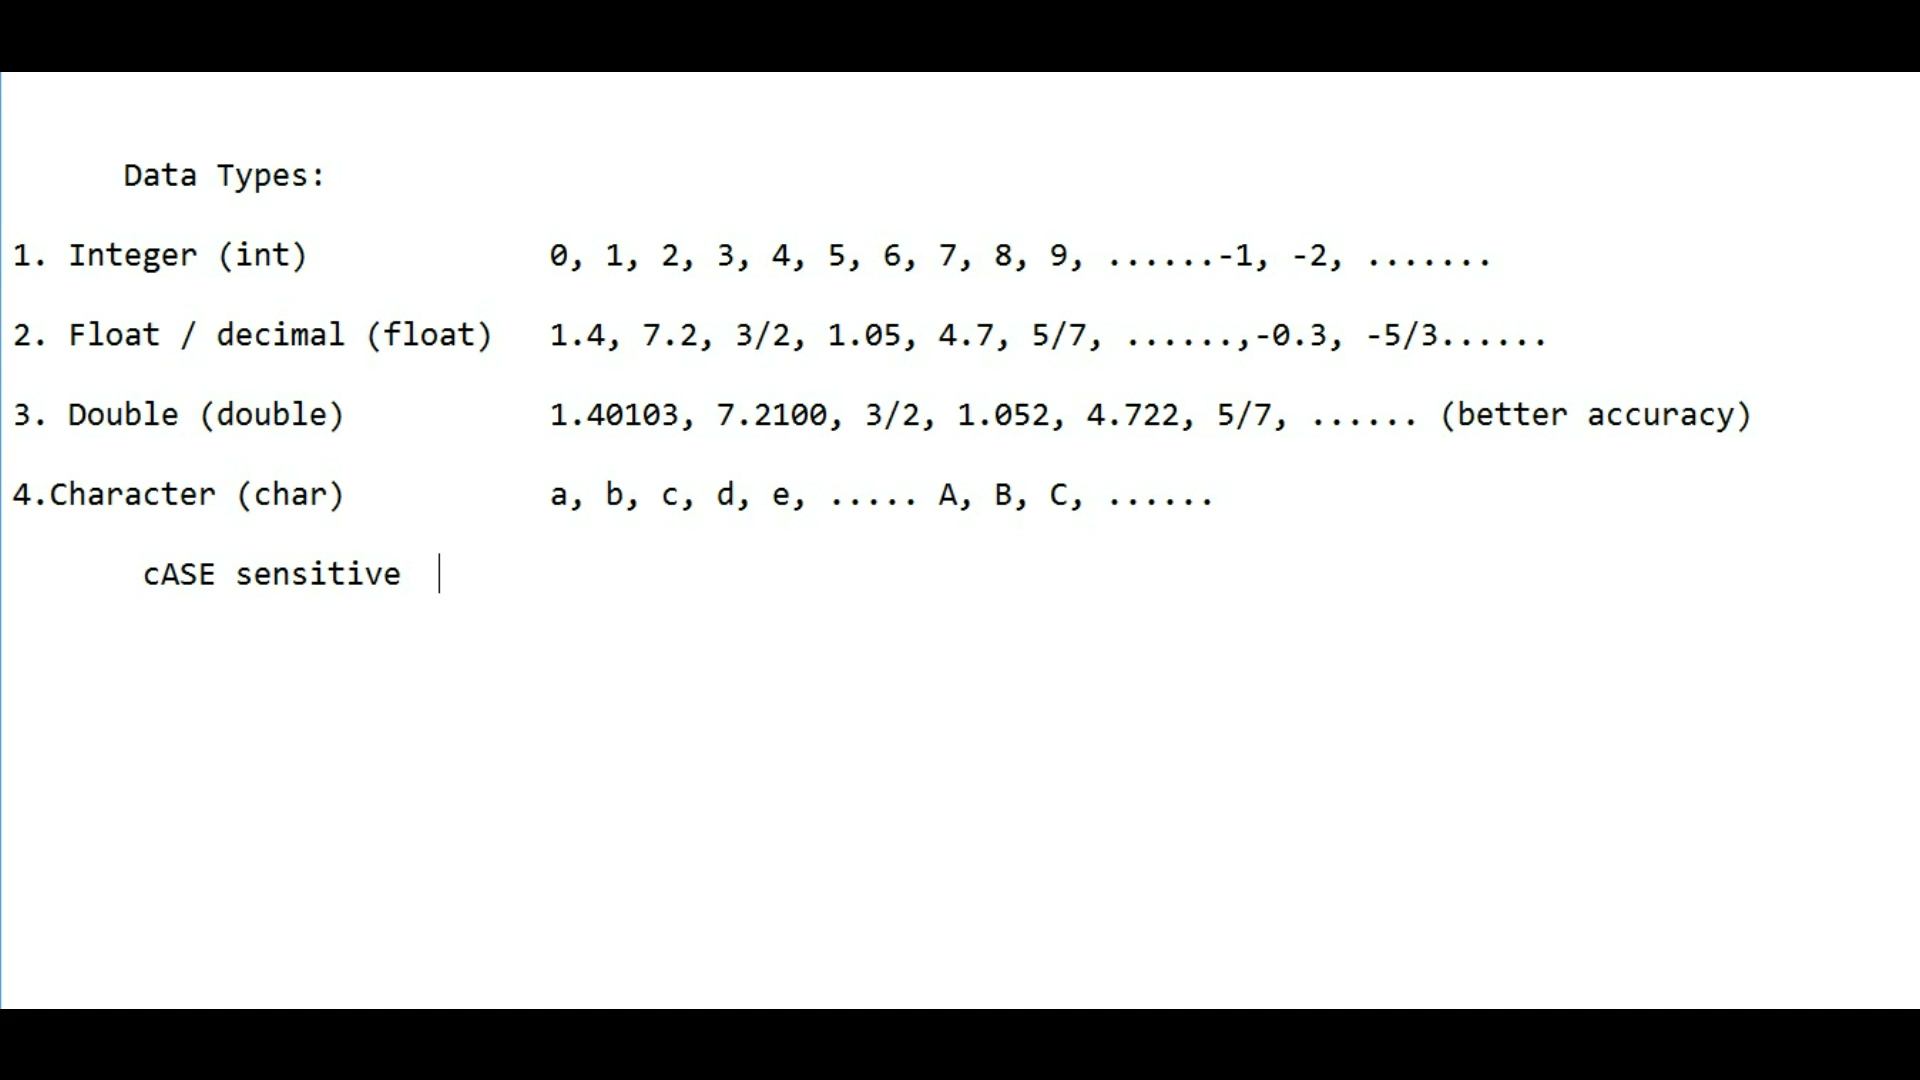 Data Types:
1. Integer (int) 0, 1, 2, 3, 4, 5, 6, 7, 8, 9, ......-1, -2, .......
2. Float / decimal (float) 1.4, 7.2, 3/2, 1.05, 4.7, 5/7, ......,-0.3, -5/3......
3. Double (double) 1.40103, 7.2100, 3/2, 1.052, 4.722, 5/7, ...... (better accuracy)
4.Character (char) a, b, c, d, e, ..... A, B, C, ......
cASE sensitive